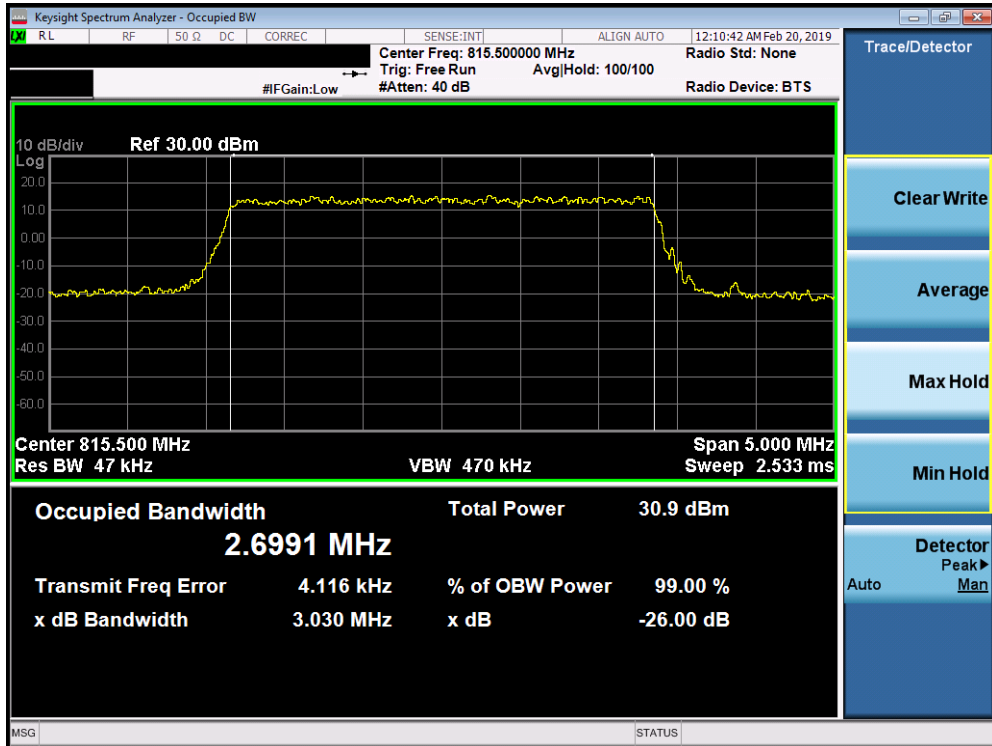 Keysight Spectrum Analyzer - Occupied BW
LXI RL RF 50 Ω DC CORREC SENSE:INT ALIGN AUTO 12:10:42 AM Feb 20, 2019
Center Freq: 815.500000 MHz Radio Std: None
Trig: Free Run Avg|Hold: 100/100
#IFGain:Low #Atten: 40 dB Radio Device: BTS
10 dB/div Ref 30.00 dBm
Log
20.0
10.0
0.00
-10.0
-20.0
-30.0
-40.0
-50.0
-60.0
Center 815.500 MHz Span 5.000 MHz
Res BW 47 kHz VBW 470 kHz Sweep 2.533 ms
Occupied Bandwidth Total Power 30.9 dBm
2.6991 MHz
Transmit Freq Error 4.116 kHz % of OBW Power 99.00 %
x dB Bandwidth 3.030 MHz x dB -26.00 dB
MSG STATUS
Trace/Detector
Clear Write
Average
Max Hold
Min Hold
Detector
Peak▶
Auto Man